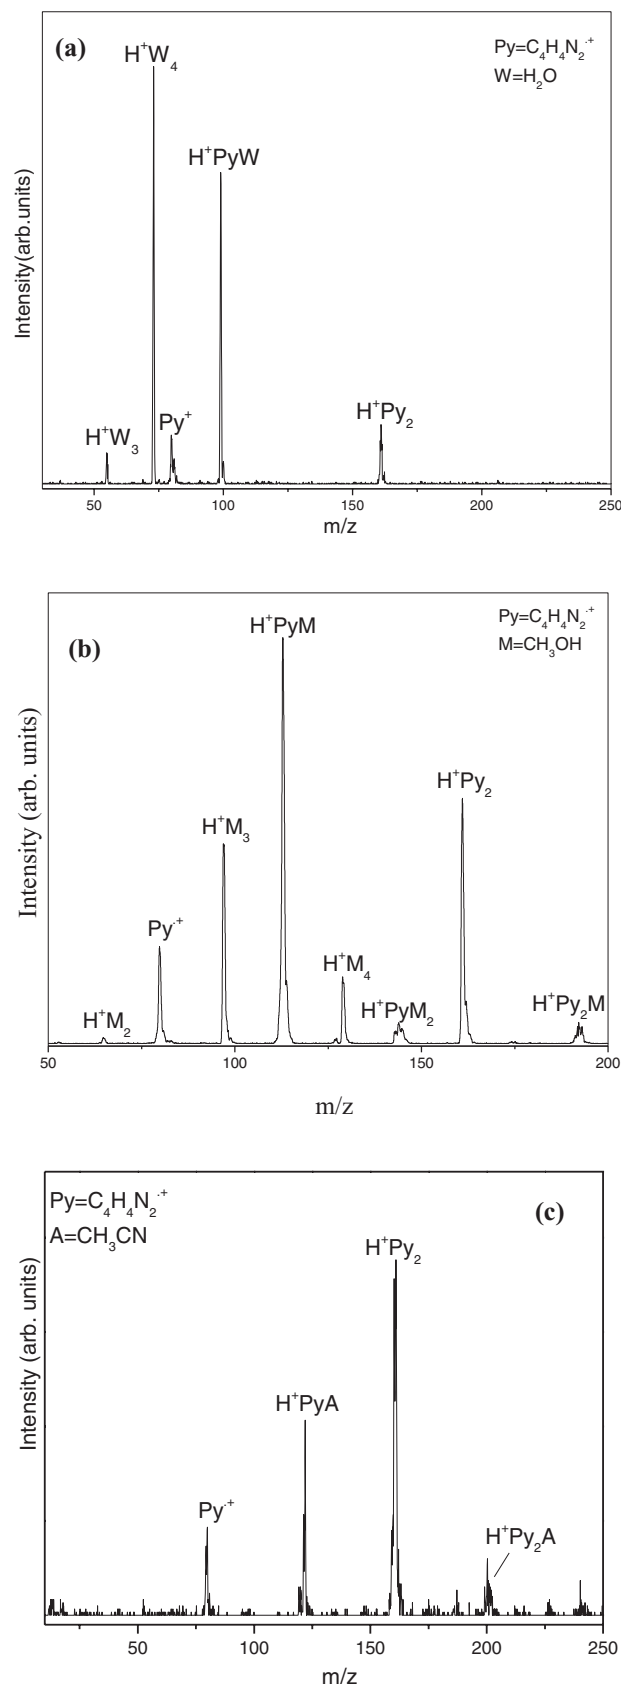 (a)
H⁺W₄
Py=C₄H₄N₂·⁺
W=H₂O
H⁺PyW
H⁺W₃
Py⁺
H⁺Py₂
Intensity(arb.units)
50 100 150 200 250
m/z
(b)
H⁺PyM
Py=C₄H₄N₂·⁺
M=CH₃OH
H⁺Py₂
H⁺M₃
Py·⁺
H⁺M₄
H⁺M₂
H⁺PyM₂
H⁺Py₂M
Intensity (arb. units)
50 100 150 200
m/z
Py=C₄H₄N₂·⁺
A=CH₃CN
(c)
H⁺Py₂
H⁺PyA
Py·⁺
H⁺Py₂A
Intensity (arb. units)
50 100 150 200 250
m/z